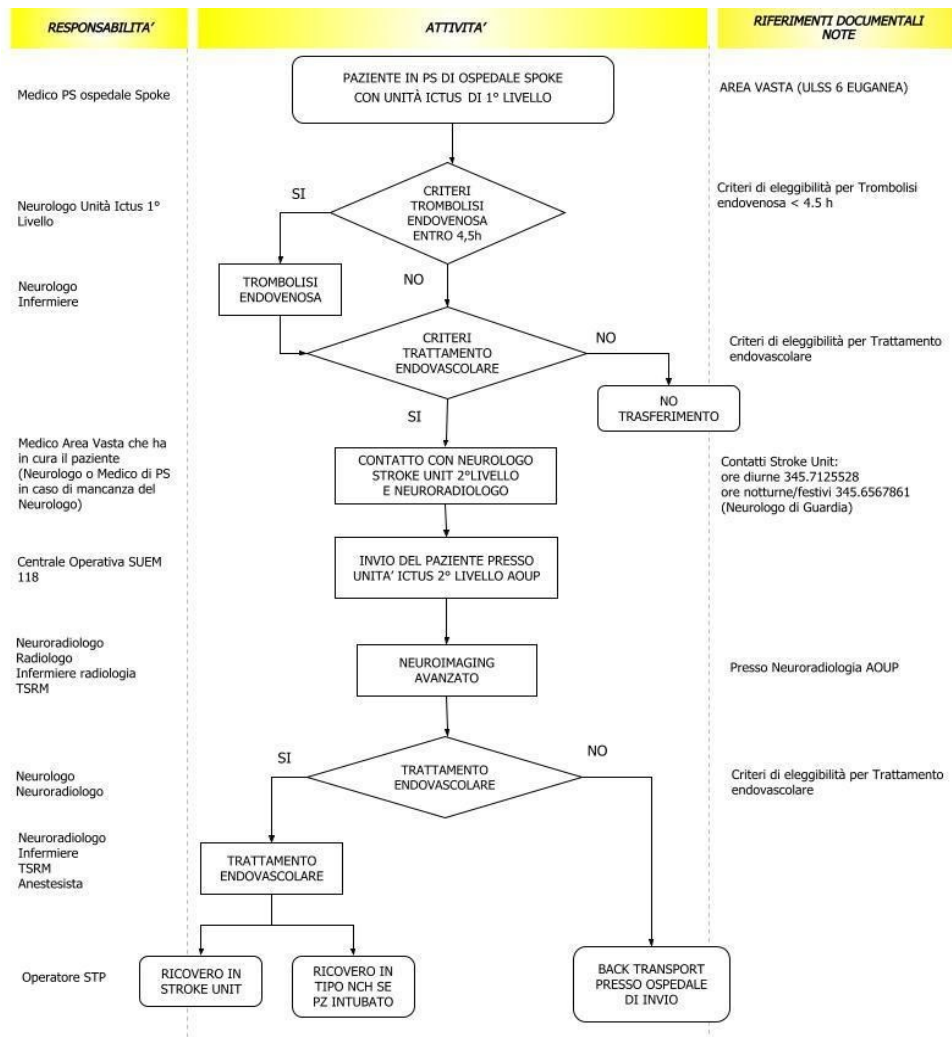 RESPONSABILITA’
ATTIVITA’
RIFERIMENTI DOCUMENTALI
NOTE
Medico PS ospedale Spoke
PAZIENTE IN PS DI OSPEDALE SPOKE
CON UNITÀ ICTUS DI 1° LIVELLO
AREA VASTA (ULSS 6 EUGANEA)
Neurologo Unità Ictus 1°
Livello
SI
CRITERI
TROMBOLISI
ENDOVENOSA
ENTRO 4,5h
Criteri di eleggibilità per Trombolisi
endovenosa < 4.5 h
Neurologo
Infermiere
TROMBOLISI
ENDOVENOSA
NO
CRITERI
TRATTAMENTO
ENDOVASCOLARE
NO
Criteri di eleggibilità per Trattamento
endovascolare
NO
TRASFERIMENTO
SI
Medico Area Vasta che ha
in cura il paziente
(Neurologo o Medico di PS
in caso di mancanza del
Neurologo)
CONTATTO CON NEUROLOGO
STROKE UNIT 2°LIVELLO
E NEURORADIOLOGO
Contatti Stroke Unit:
ore diurne 345.7125528
ore notturne/festivi 345.6567861
(Neurologo di Guardia)
Centrale Operativa SUEM
118
INVIO DEL PAZIENTE PRESSO
UNITA’ ICTUS 2° LIVELLO AOUP
Neuroradiologo
Radiologo
Infermiere radiologia
TSRM
NEUROIMAGING
AVANZATO
Presso Neuroradiologia AOUP
Neurologo
Neuroradiologo
SI
TRATTAMENTO
ENDOVASCOLARE
NO
Criteri di eleggibilità per Trattamento
endovascolare
Neuroradiologo
Infermiere
TSRM
Anestesista
TRATTAMENTO
ENDOVASCOLARE
Operatore STP
RICOVERO IN
STROKE UNIT
RICOVERO IN
TIPO NCH SE
PZ INTUBATO
BACK TRANSPORT
PRESSO OSPEDALE
DI INVIO